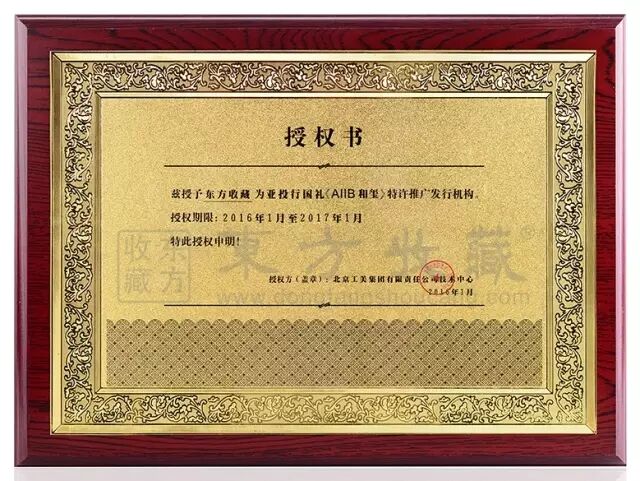 授权书
兹授予东方收藏 为亚投行国礼《AIIB和玺》特许推广发行机构。
授权期限:2016年1月至2017年1月
特此授权申明!
東方收藏®
东方
收藏
授权方(盖章):北京工美集团有限责任公司技术中心
2016年1月